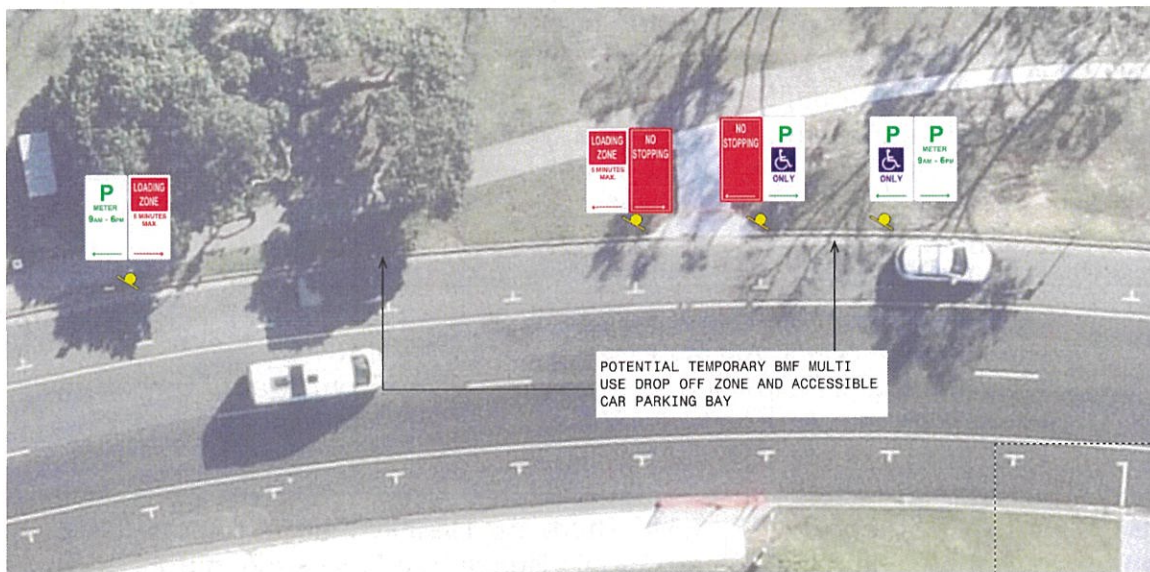 P
METER
9AM - 6PM
LOADING
ZONE
5 MINUTES
MAX.
LOADING
ZONE
5 MINUTES
MAX.
NO
STOPPING
NO
STOPPING
P
ONLY
P
ONLY
P
METER
9AM - 6PM
POTENTIAL TEMPORARY BMF MULTI
USE DROP OFF ZONE AND ACCESSIBLE
CAR PARKING BAY